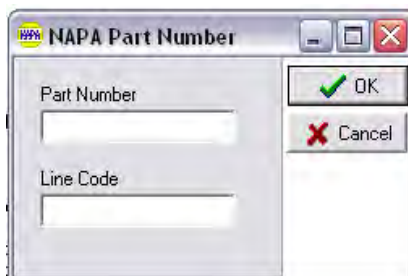 NAPA NAPA Part Number
Part Number
OK
Cancel
Line Code